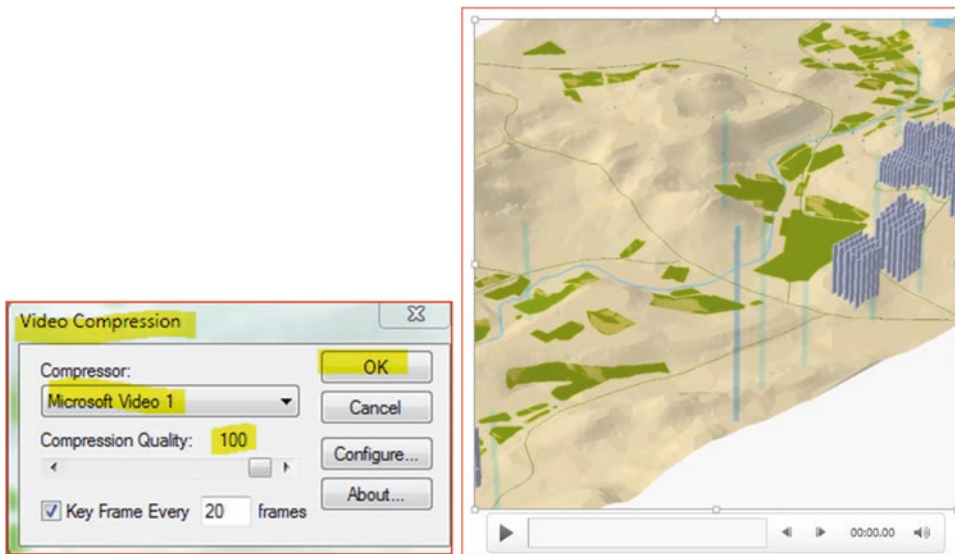 Video Compression
Compressor:
OK
Microsoft Video 1
Cancel
Compression Quality: 100
Configure...
About...
Key Frame Every 20 frames
00:00.00